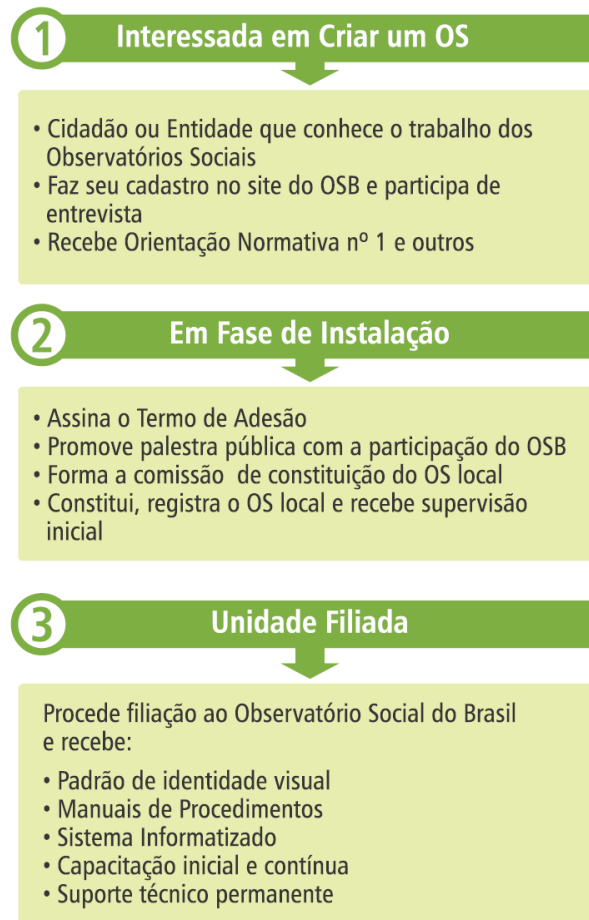 1 Interessada em Criar um OS
• Cidadão ou Entidade que conhece o trabalho dos
Observatórios Sociais
• Faz seu cadastro no site do OSB e participa de
entrevista
• Recebe Orientação Normativa nº 1 e outros
2 Em Fase de Instalação
• Assina o Termo de Adesão
• Promove palestra pública com a participação do OSB
• Forma a comissão de constituição do OS local
• Constitui, registra o OS local e recebe supervisão
inicial
3 Unidade Filiada
Procede filiação ao Observatório Social do Brasil
e recebe:
• Padrão de identidade visual
• Manuais de Procedimentos
• Sistema Informatizado
• Capacitação inicial e contínua
• Suporte técnico permanente